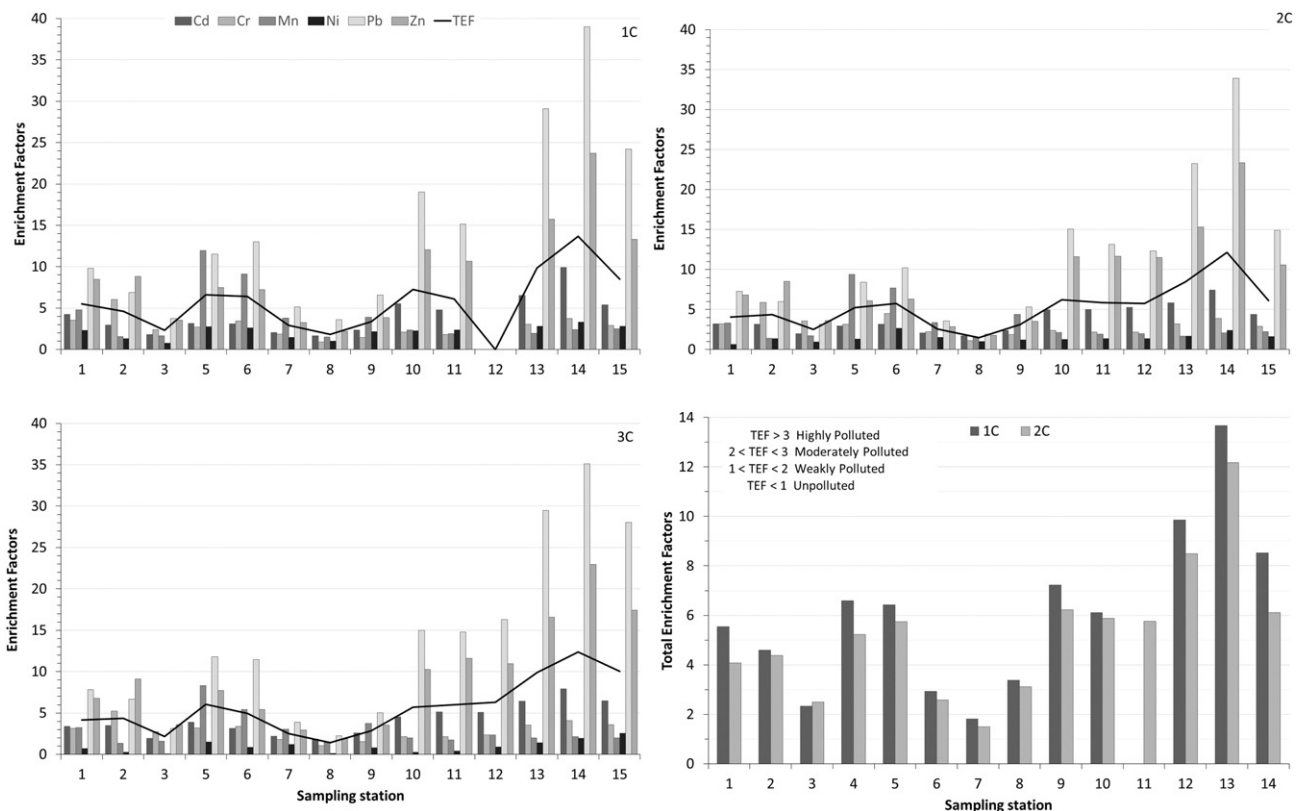 Cd Cr Mn Ni Pb Zn TEF
1C
Enrichment Factors
40
35
30
25
20
15
10
5
0
1 2 3 5 6 7 8 9 10 11 12 13 14 15
2C
Enrichment Factors
40
35
30
25
20
15
10
5
0
1 2 3 5 6 7 8 9 10 11 12 13 14 15
3C
Enrichment Factors
40
35
30
25
20
15
10
5
0
1 2 3 5 6 7 8 9 10 11 12 13 14 15
Sampling station
TEF > 3 Highly Polluted
2 < TEF < 3 Moderately Polluted
1 < TEF < 2 Weakly Polluted
TEF < 1 Unpolluted
1C 2C
Total Enrichment Factors
14
12
10
8
6
4
2
0
1 2 3 4 5 6 7 8 9 10 11 12 13 14
Sampling station